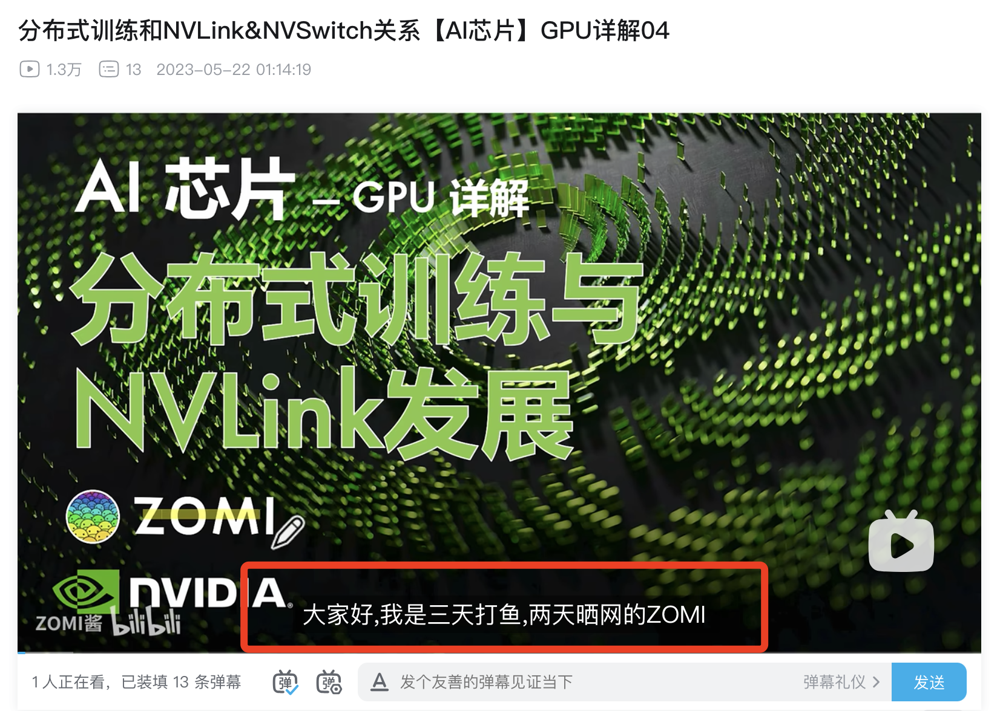 分布式训练和NVLink&NVSwitch关系【AI芯片】GPU详解04
1.3万 13 2023-05-22 01:14:19
AI 芯片 – GPU 详解
分布式训练与
NVLink发展
ZOMI
NVIDIA®
ZOMI酱 bilibili
大家好,我是三天打鱼,两天晒网的ZOMI
1人正在看，已装填 13 条弹幕 弹 弹 A 发个友善的弹幕见证当下 弹幕礼仪 > 发送